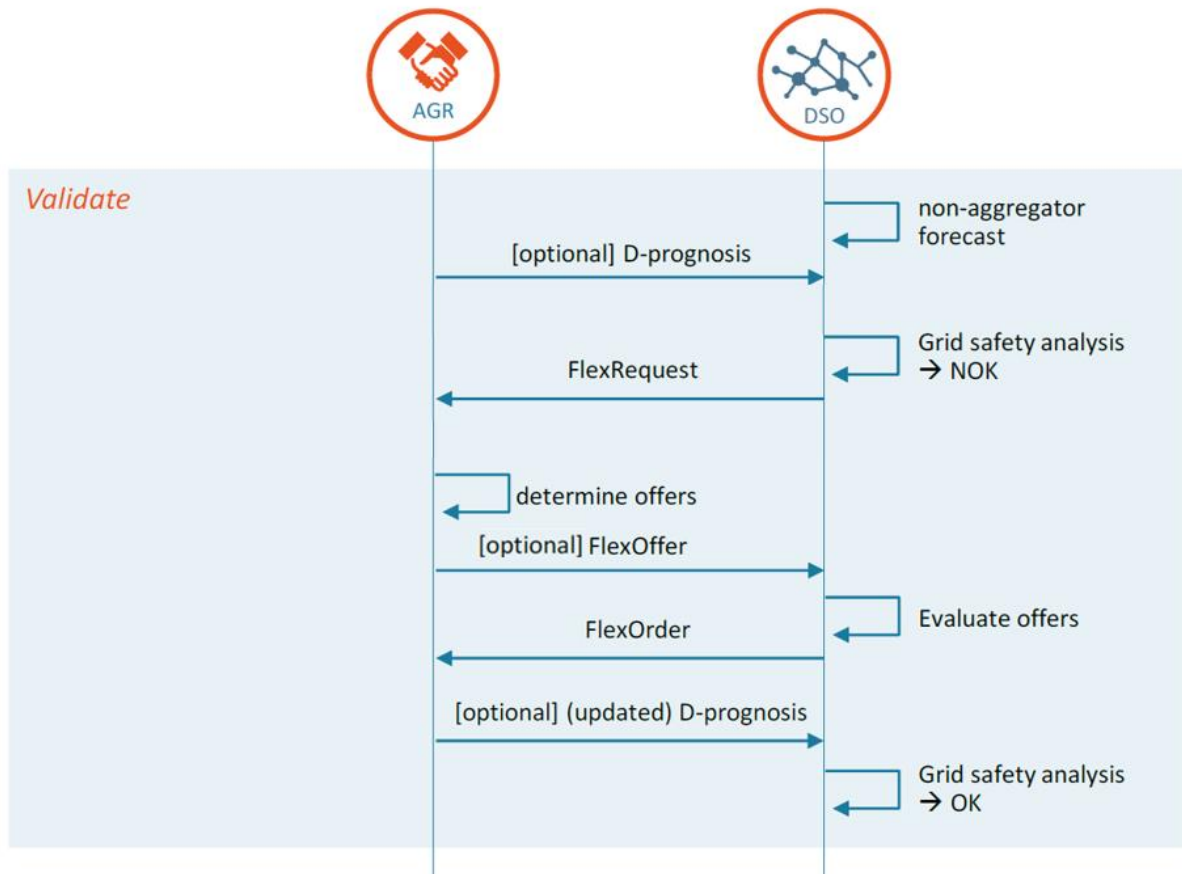 AGR
DSO
Validate
non-aggregator
forecast
[optional] D-prognosis
Grid safety analysis
→ NOK
FlexRequest
determine offers
[optional] FlexOffer
Evaluate offers
FlexOrder
[optional] (updated) D-prognosis
Grid safety analysis
→ OK